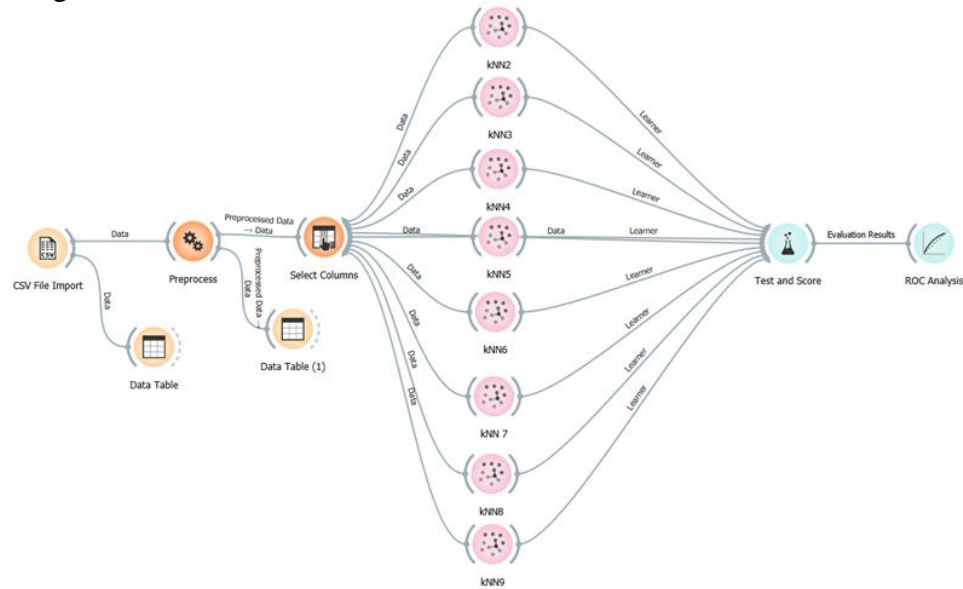 kNN2
Data
Learner
kNN3
Data
Learner
kNN4
Data
Learner
Data
Learner
CSV
CSV File Import
Data
Data
Data Table
Preprocess
Preprocessed Data
→ Data
Preprocessed Data →
Data
Data Table (1)
Select Columns
Data
Data
Learner
kNN5
Data
Learner
kNN6
Data
Learner
kNN 7
Data
Learner
kNN8
Data
Learner
kNN9
Test and Score
Evaluation Results
ROC Analysis